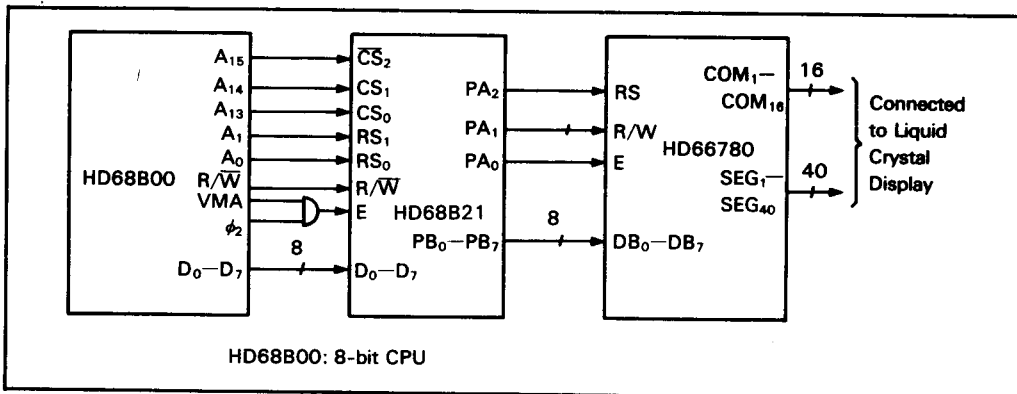 HD68B00
A₁₅
A₁₄
A₁₃
A₁
A₀
R/W̅
VMA
ϕ₂
D₀—D₇
8
C̅S̅₂
CS₁
CS₀
RS₁
RS₀
R/W̅
E
HD68B21
D₀—D₇
PA₂
PA₁
PA₀
PB₀—PB₇
8
RS
R/W
E
HD66780
DB₀—DB₇
COM₁—
COM₁₆
SEG₁—
SEG₄₀
16
40
Connected
to Liquid
Crystal
Display
HD68B00: 8-bit CPU